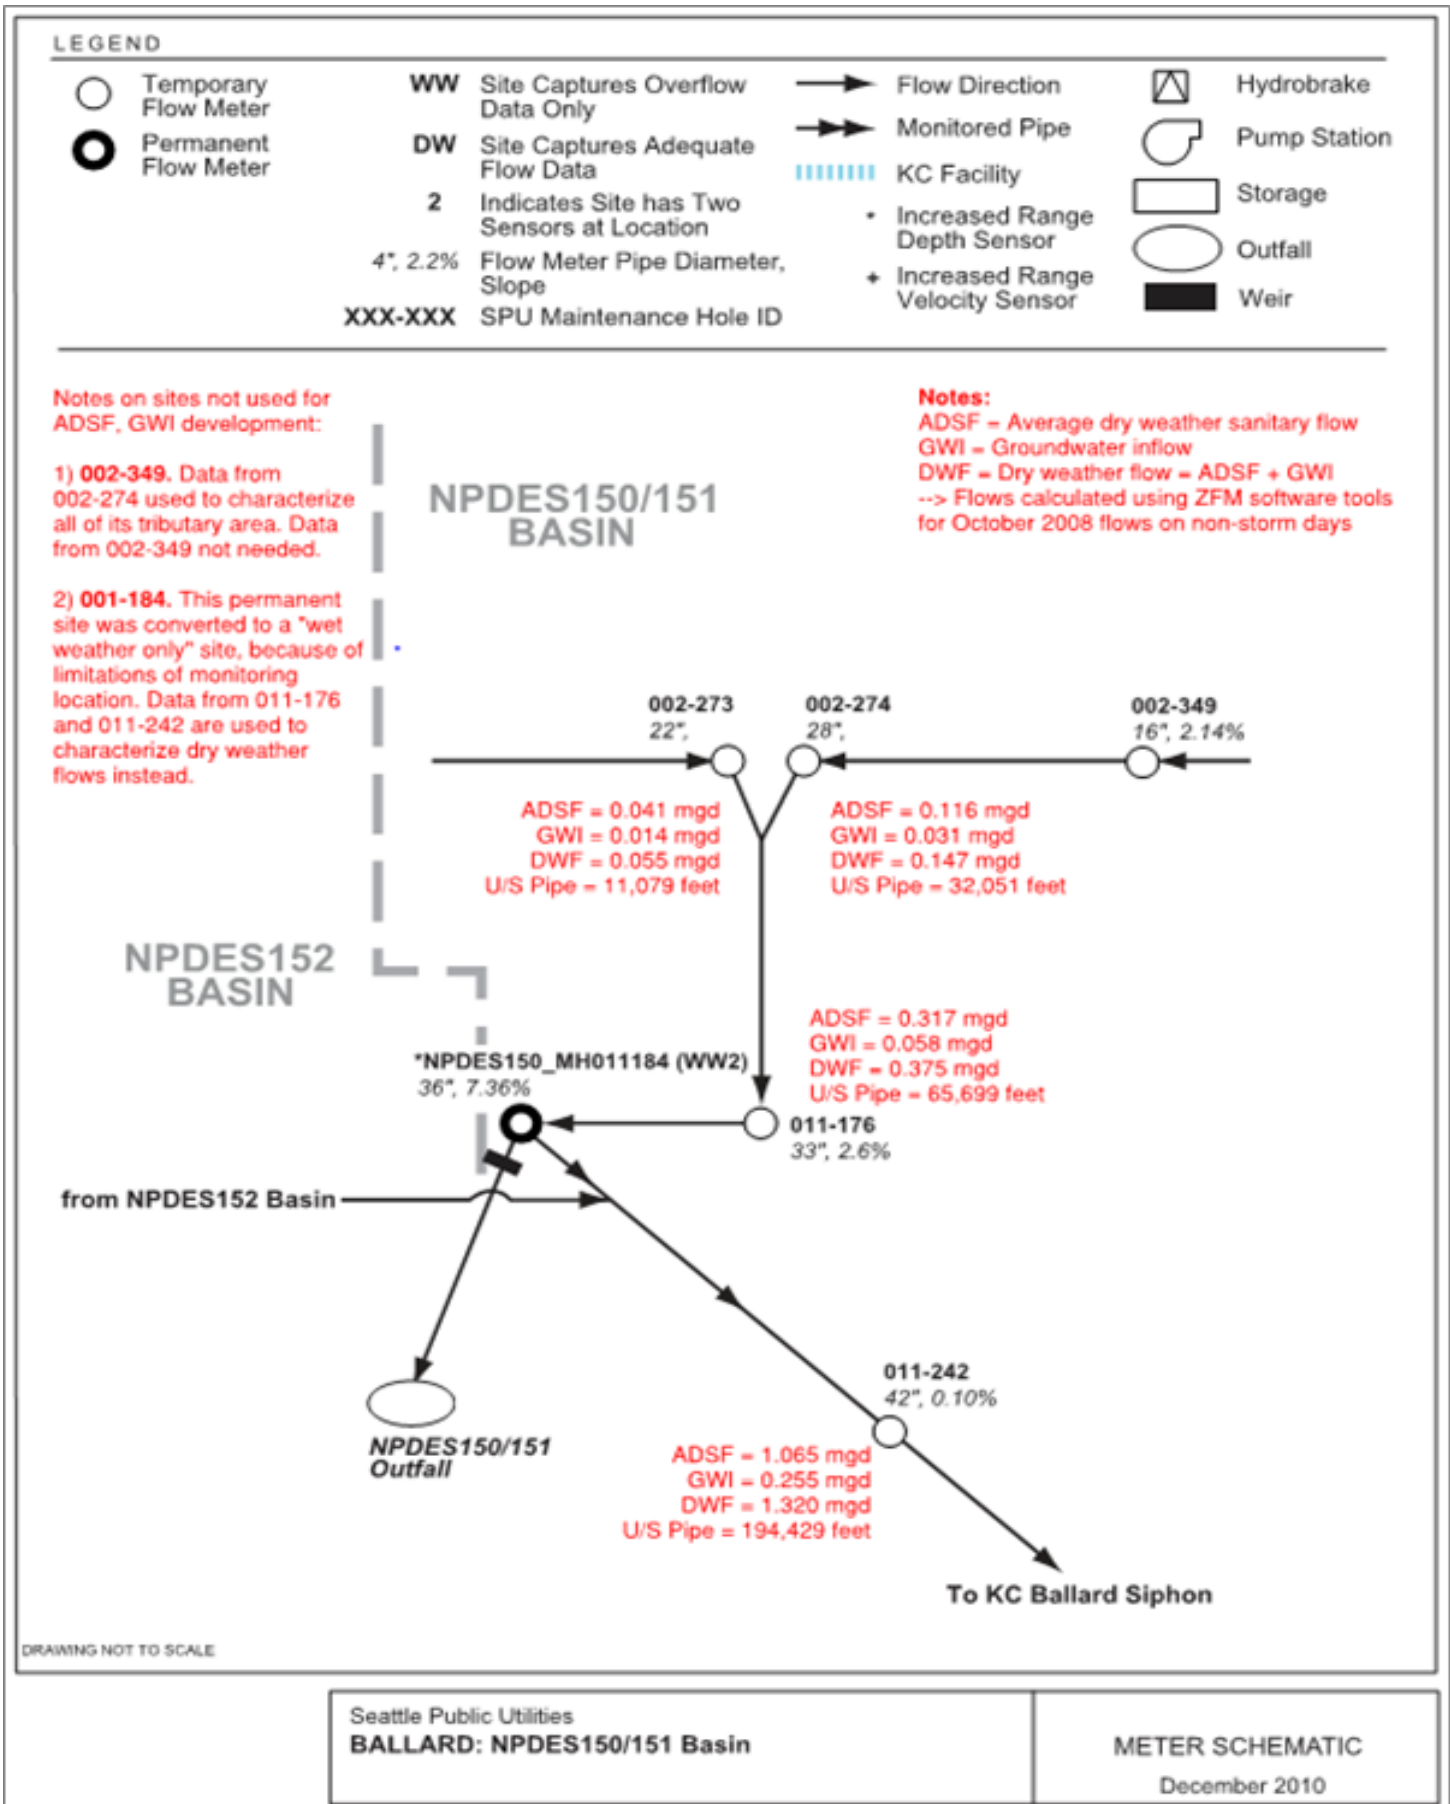 LEGEND
Temporary
Flow Meter
Permanent
Flow Meter
WW Site Captures Overflow
Data Only
DW Site Captures Adequate
Flow Data
2 Indicates Site has Two
Sensors at Location
4", 2.2% Flow Meter Pipe Diameter,
Slope
XXX-XXX SPU Maintenance Hole ID
Flow Direction
Monitored Pipe
KC Facility
* Increased Range
Depth Sensor
+ Increased Range
Velocity Sensor
Hydrobrake
Pump Station
Storage
Outfall
Weir
Notes on sites not used for
ADSF, GWI development:
1) 002-349. Data from
002-274 used to characterize
all of its tributary area. Data
from 002-349 not needed.
2) 001-184. This permanent
site was converted to a "wet
weather only" site, because of
limitations of monitoring
location. Data from 011-176
and 011-242 are used to
characterize dry weather
flows instead.
Notes:
ADSF = Average dry weather sanitary flow
GWI = Groundwater inflow
DWF = Dry weather flow = ADSF + GWI
--> Flows calculated using ZFM software tools
for October 2008 flows on non-storm days
NPDES150/151
BASIN
002-273
22",
002-274
28",
002-349
16", 2.14%
ADSF = 0.041 mgd
GWI = 0.014 mgd
DWF = 0.055 mgd
U/S Pipe = 11,079 feet
ADSF = 0.116 mgd
GWI = 0.031 mgd
DWF = 0.147 mgd
U/S Pipe = 32,051 feet
NPDES152
BASIN
ADSF = 0.317 mgd
GWI = 0.058 mgd
DWF = 0.375 mgd
U/S Pipe = 65,699 feet
*NPDES150_MH011184 (WW2)
36", 7.36%
011-176
33", 2.6%
from NPDES152 Basin
011-242
42", 0.10%
NPDES150/151
Outfall
ADSF = 1.065 mgd
GWI = 0.255 mgd
DWF = 1.320 mgd
U/S Pipe = 194,429 feet
To KC Ballard Siphon
DRAWING NOT TO SCALE
Seattle Public Utilities
BALLARD: NPDES150/151 Basin
METER SCHEMATIC
December 2010